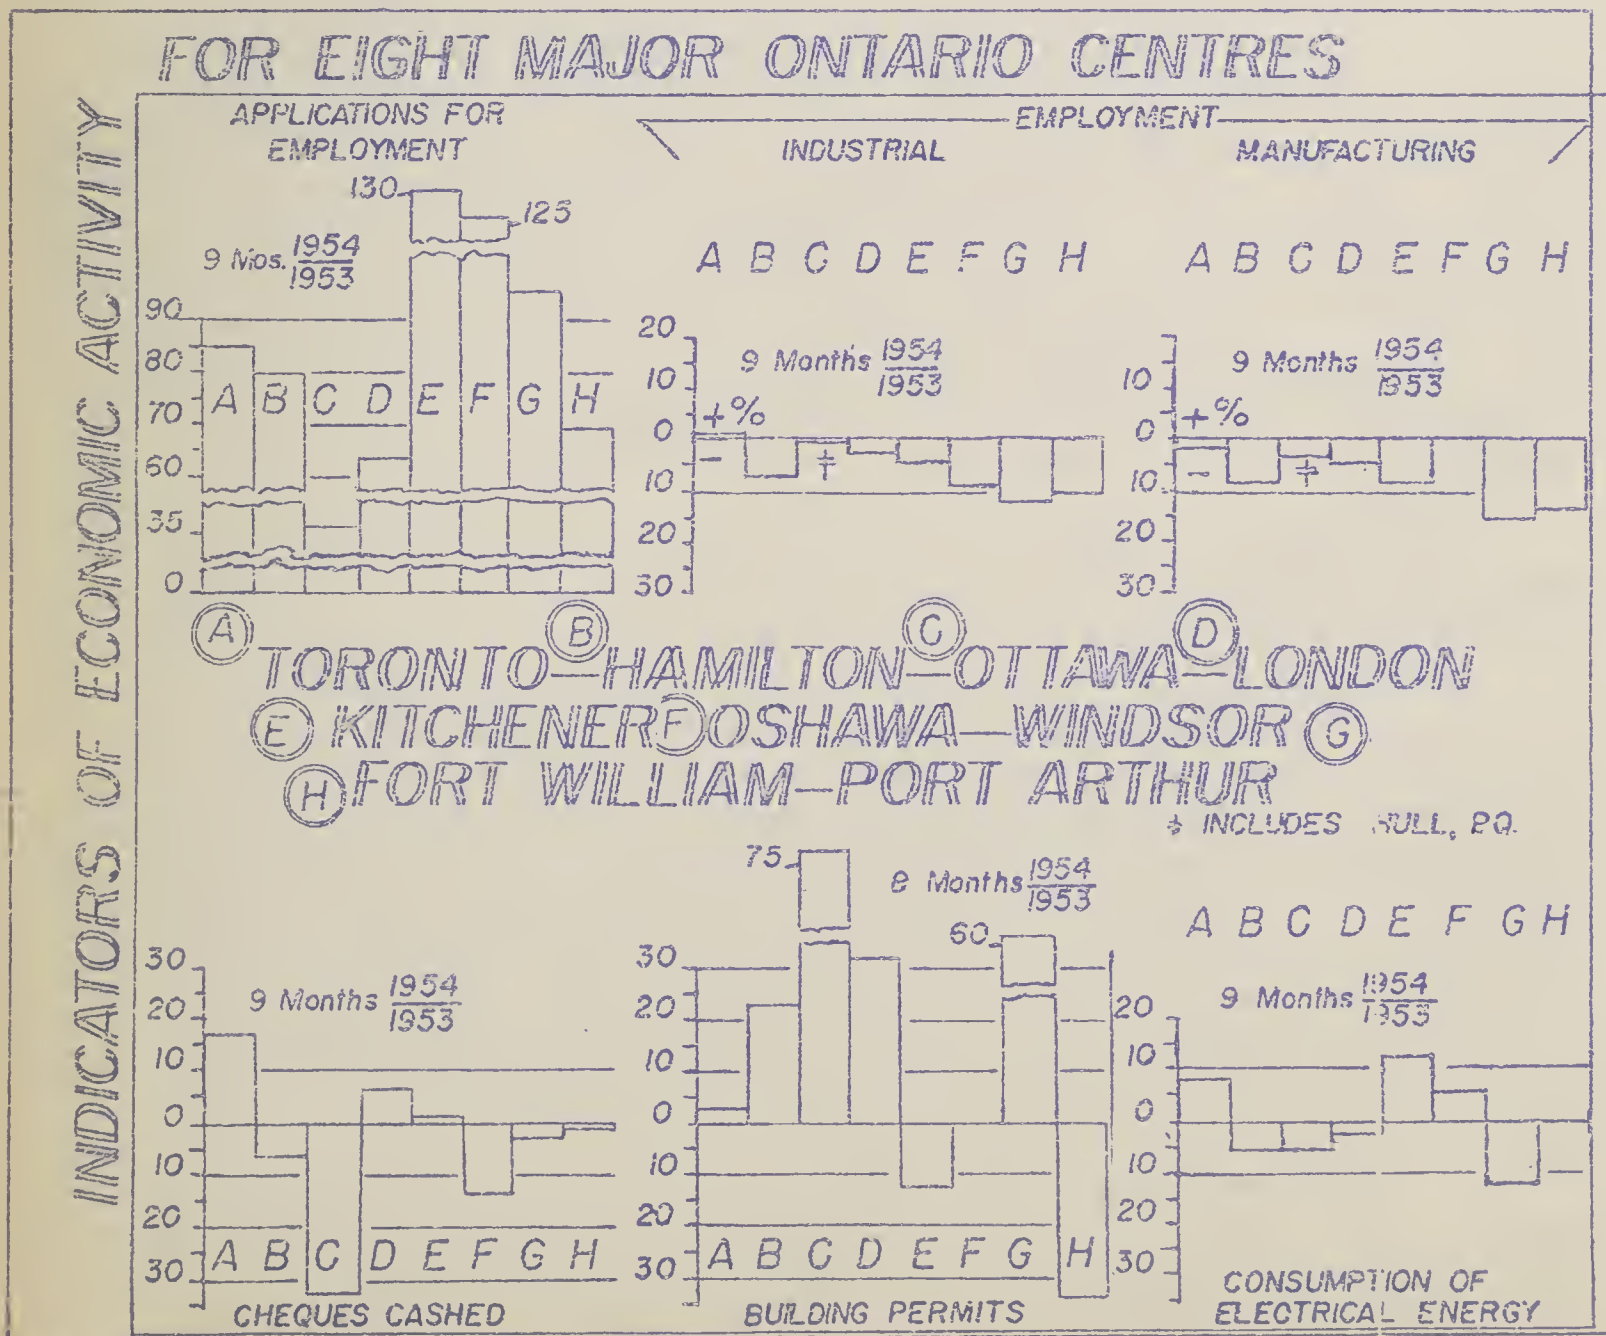 FOR EIGHT MAJOR ONTARIO CENTRES
INDICATORS OF ECONOMIC ACTIVITY
APPLICATIONS FOR
EMPLOYMENT
130
125
9 Mos. 1954
1953
90
80
70
60
35
0
A B C D E F G H
EMPLOYMENT
INDUSTRIAL
A B C D E F G H
9 Months 1954
1953
20
10
+%
0
–
‡
10
20
30
MANUFACTURING
A B C D E F G H
9 Months 1954
1953
10
+%
0
–
‡
10
20
30
A B C D
TORONTO—HAMILTON—OTTAWA—LONDON
E KITCHENER F OSHAWA—WINDSOR G
H FORT WILLIAM—PORT ARTHUR
‡ INCLUDES HULL, P.Q.
30
9 Months 1954
1953
20
10
0
10
20
30
A B C D E F G H
CHEQUES CASHED
75
8 Months 1954
1953
60
30
20
10
0
10
20
30
A B C D E F G H
BUILDING PERMITS
A B C D E F G H
9 Months 1954
1953
20
10
0
10
20
30
CONSUMPTION OF
ELECTRICAL ENERGY